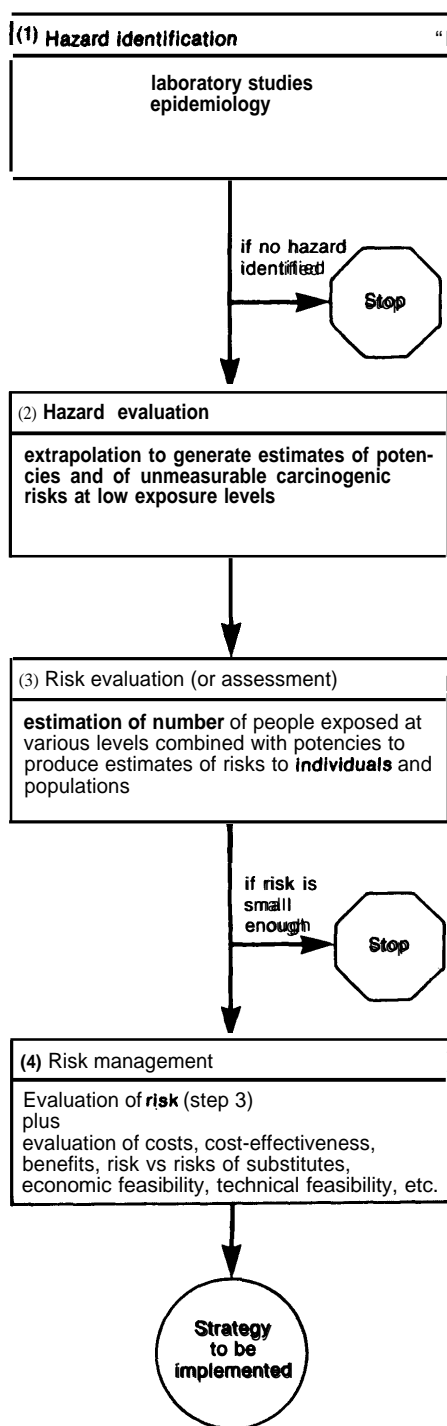 (1) Hazard identification
laboratory studies
epidemiology
if no hazard
identified
Stop
(2) Hazard evaluation
extrapolation to generate estimates of poten-
cies and of unmeasurable carcinogenic
risks at low exposure levels
(3) Risk evaluation (or assessment)
estimation of number of people exposed at
various levels combined with potencies to
produce estimates of risks to individuals and
populations
if risk is
small
enough
Stop
(4) Risk management
Evaluation of risk (step 3)
plus
evaluation of costs, cost-effectiveness,
benefits, risk vs risks of substitutes,
economic feasibility, technical feasibility, etc.
Strategy
to be
implemented